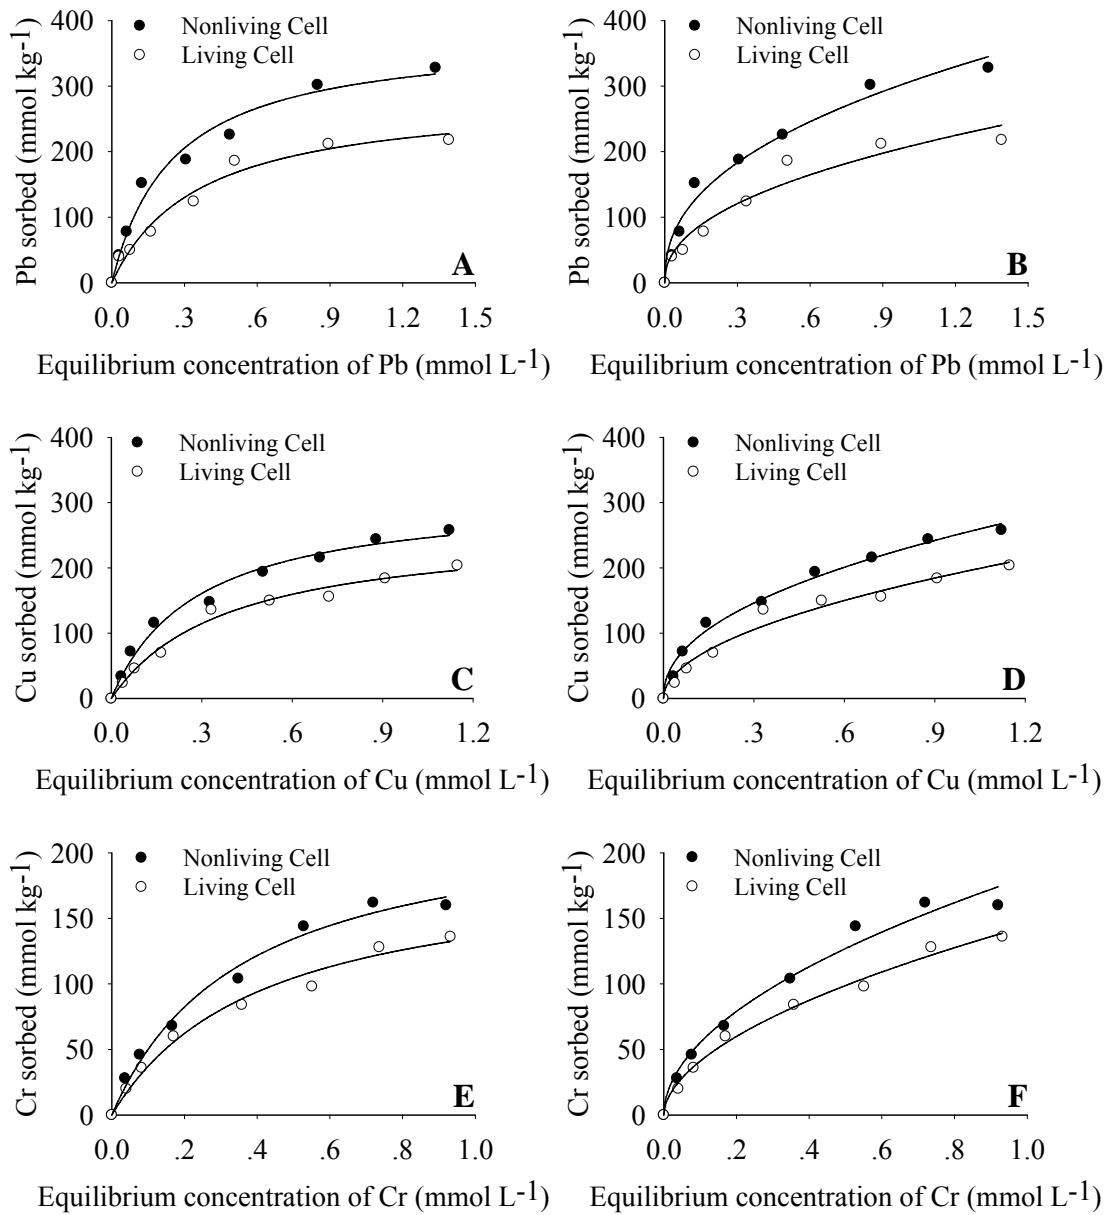 400
300
200
100
0
Pb sorbed (mmol kg-1)
Nonliving Cell
Living Cell
A
0.0 .3 .6 .9 1.2 1.5
Equilibrium concentration of Pb (mmol L-1)
400
300
200
100
0
Pb sorbed (mmol kg-1)
Nonliving Cell
Living Cell
B
0.0 .3 .6 .9 1.2 1.5
Equilibrium concentration of Pb (mmol L-1)
400
300
200
100
0
Cu sorbed (mmol kg-1)
Nonliving Cell
Living Cell
C
0.0 .3 .6 .9 1.2
Equilibrium concentration of Cu (mmol L-1)
400
300
200
100
0
Cu sorbed (mmol kg-1)
Nonliving Cell
Living Cell
D
0.0 .3 .6 .9 1.2
Equilibrium concentration of Cu (mmol L-1)
200
150
100
50
0
Cr sorbed (mmol kg-1)
Nonliving Cell
Living Cell
E
0.0 .2 .4 .6 .8 1.0
Equilibrium concentration of Cr (mmol L-1)
200
150
100
50
0
Cr sorbed (mmol kg-1)
Nonliving Cell
Living Cell
F
0.0 .2 .4 .6 .8 1.0
Equilibrium concentration of Cr (mmol L-1)